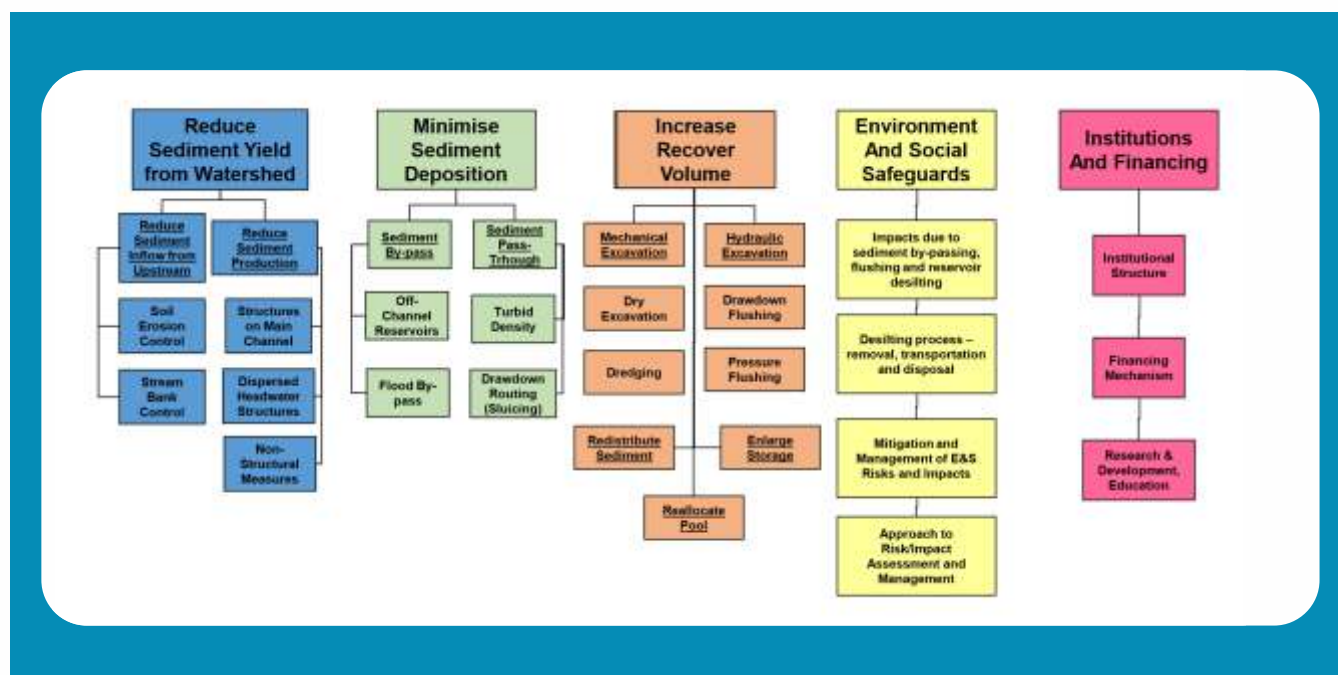 Reduce
Sediment Yield
from Watershed
Reduce
Sediment
Inflow from
Upstream
Reduce
Sediment
Production
Soil
Erosion
Control
Structures
on Main
Channel
Stream
Bank
Control
Dispersed
Headwater
Structures
Non-
Structural
Measures
Minimise
Sediment
Deposition
Sediment
By-pass
Sediment
Pass-
Trhough
Off-
Channel
Reservoirs
Turbid
Density
Flood By-
pass
Drawdown
Routing
(Sluicing)
Increase
Recover
Volume
Mechanical
Excavation
Hydraulic
Excavation
Dry
Excavation
Drawdown
Flushing
Dredging
Pressure
Flushing
Redistribute
Sediment
Enlarge
Storage
Reallocate
Pool
Environment
And Social
Safeguards
Impacts due to
sediment by-passing,
flushing and reservoir
desilting
Desilting process –
removal, transportation
and disposal
Mitigation and
Management of E&S
Risks and Impacts
Approach to
Risk/Impact
Assessment and
Management
Institutions
And Financing
Institutional
Structure
Financing
Mechanism
Research &
Development,
Education